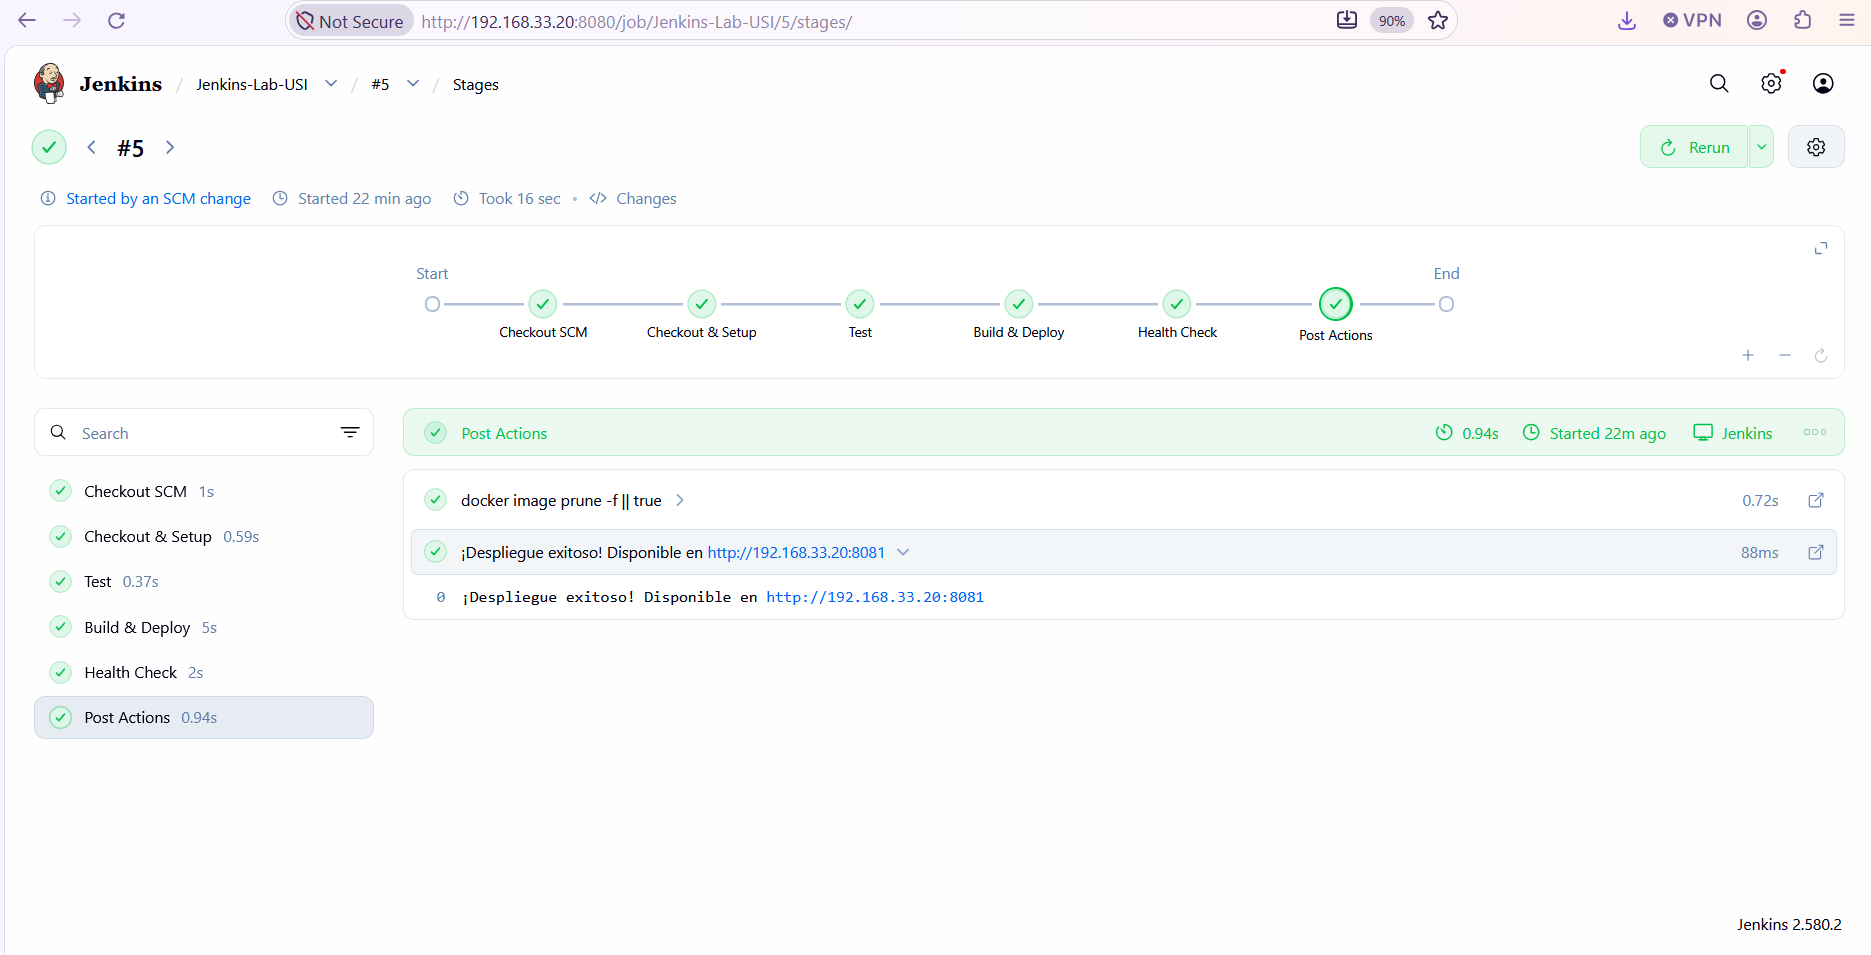 Not Secure http://192.168.33.20:8080/job/Jenkins-Lab-USI/5/stages/ 90% VPN
Jenkins / Jenkins-Lab-USI / #5 / Stages
#5 Rerun
Started by an SCM change Started 22 min ago Took 16 sec • </> Changes
Start End
Checkout SCM Checkout & Setup Test Build & Deploy Health Check Post Actions
Search
Post Actions 0.94s Started 22m ago Jenkins
Checkout SCM 1s
Checkout & Setup 0.59s
Test 0.37s
Build & Deploy 5s
Health Check 2s
Post Actions 0.94s
docker image prune -f || true 0.72s
¡Despliegue exitoso! Disponible en http://192.168.33.20:8081 88ms
0 ¡Despliegue exitoso! Disponible en http://192.168.33.20:8081
Jenkins 2.580.2